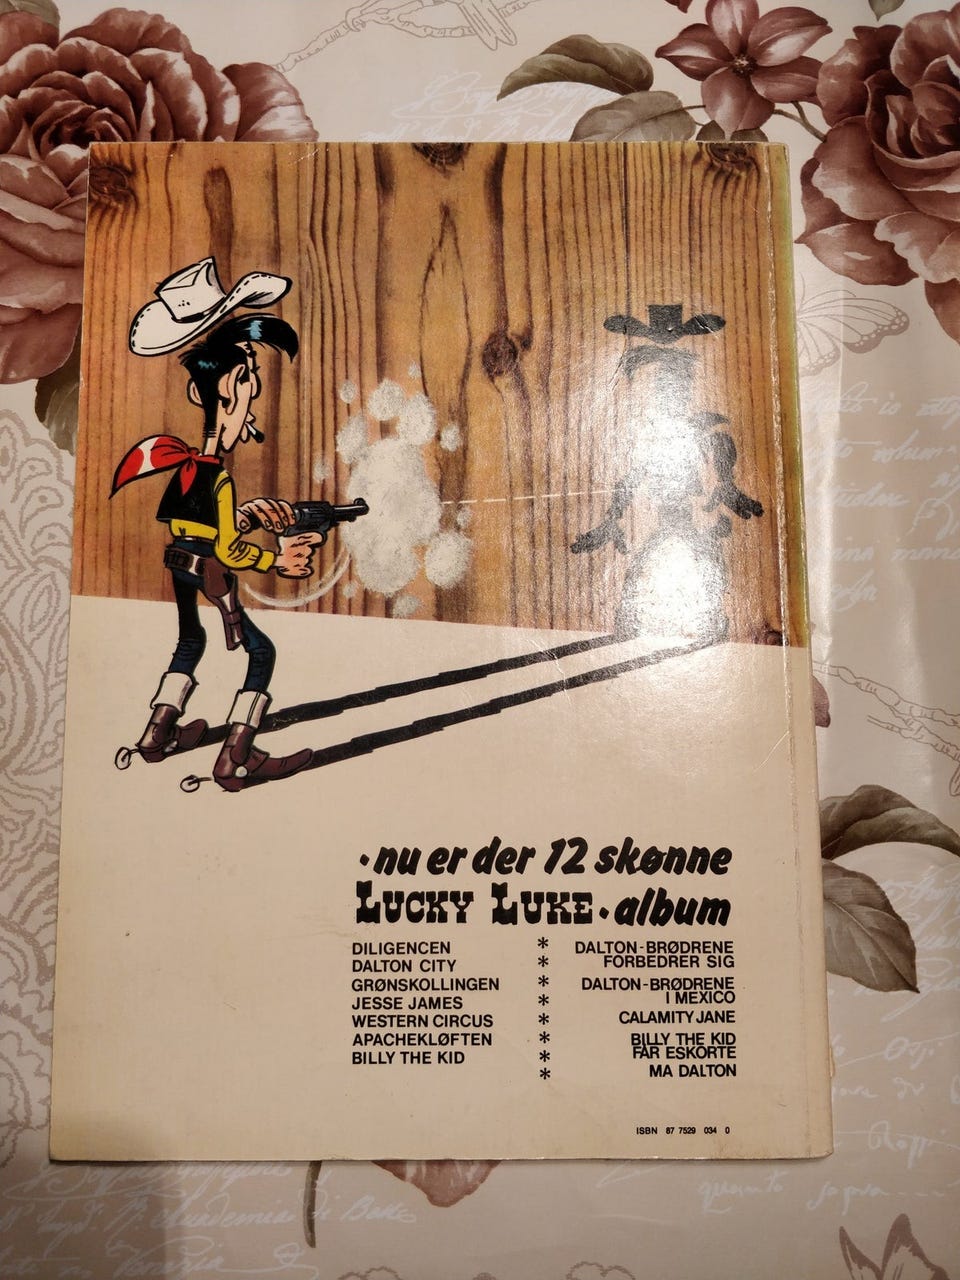 •nu er der 12 skønne
LUCKY LUKE•album
DILIGENCEN
DALTON CITY
GRØNSKOLLINGEN
JESSE JAMES
WESTERN CIRCUS
APACHEKLØFTEN
BILLY THE KID
*
*
*
*
*
*
*
*
DALTON-BRØDRENE
FORBEDRER SIG
DALTON-BRØDRENE
I MEXICO
CALAMITY JANE
BILLY THE KID
FÅR ESKORTE
MA DALTON
ISBN 87 7529 034 0